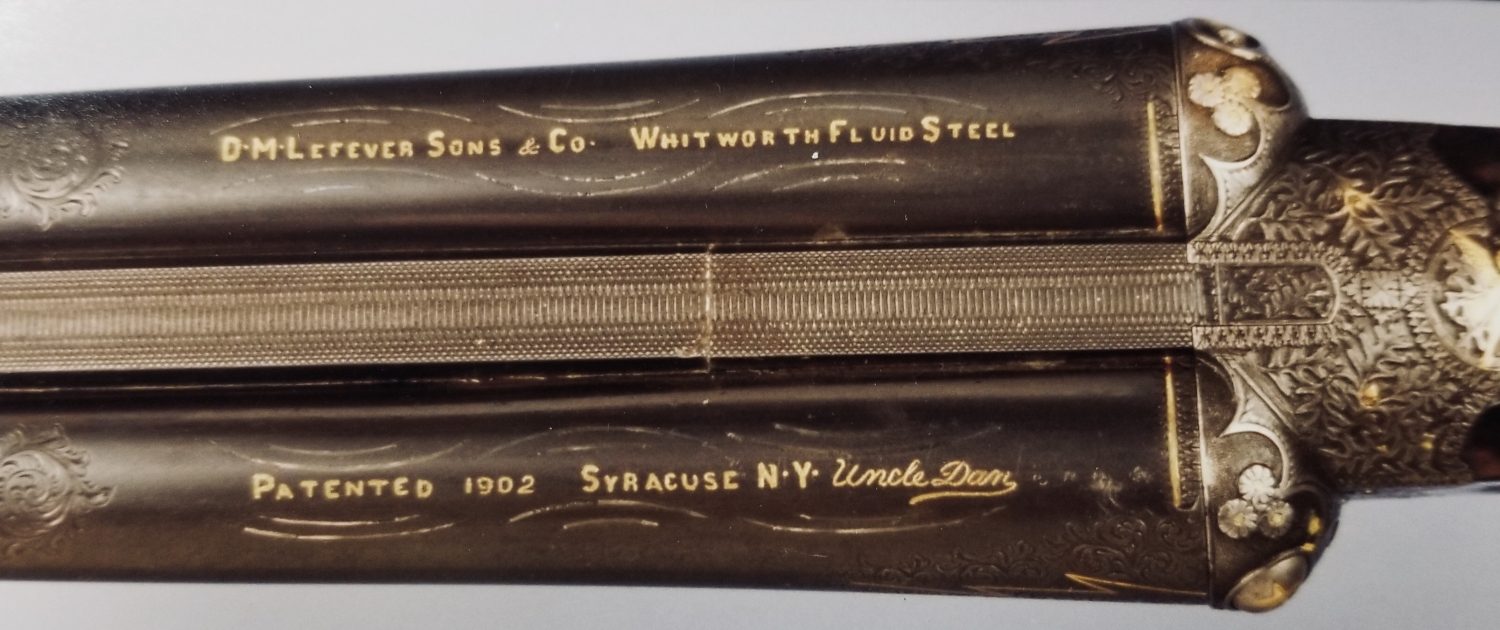 D·M·LEFEVER SONS & CO· WHITWORTH FLUID STEEL
PATENTED 1902 SYRACUSE N·Y· Uncle Dan